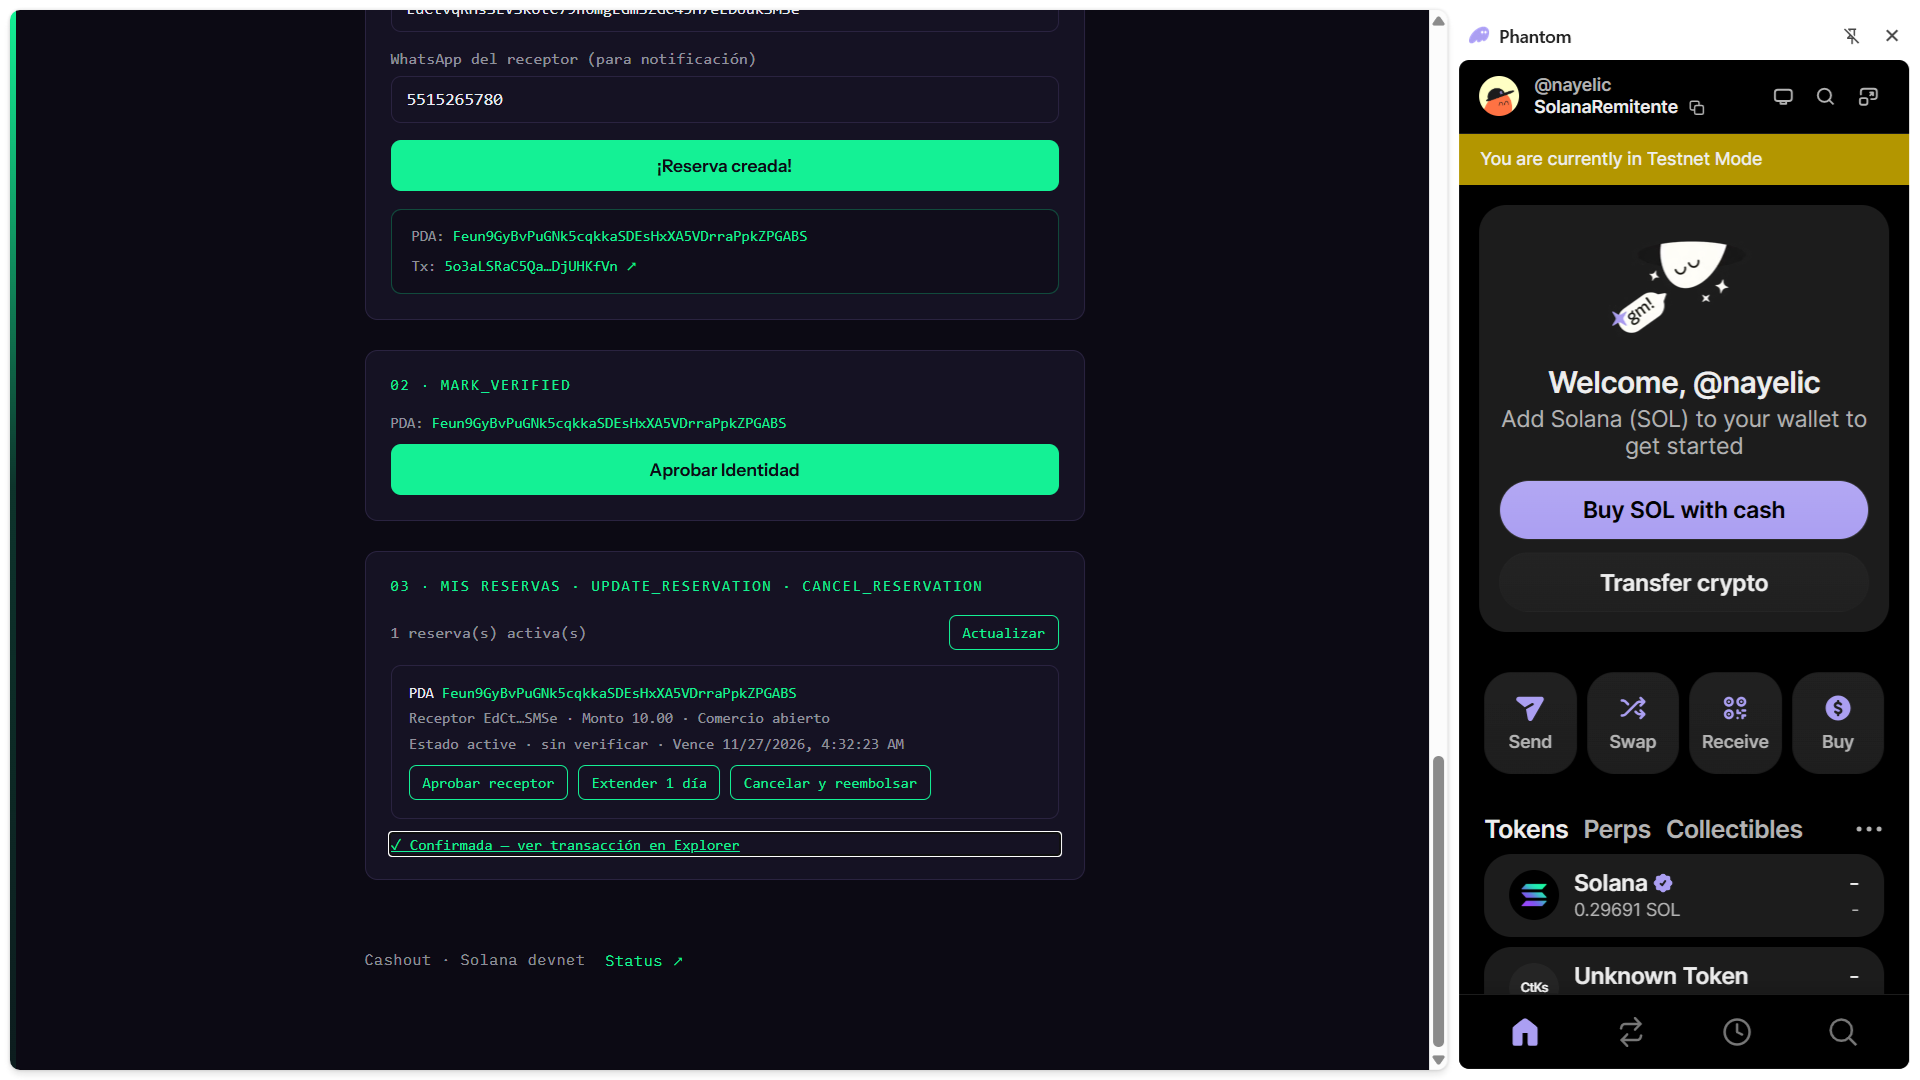 WhatsApp del receptor (para notificación)
5515265780
¡Reserva creada!
PDA: Feun9GyBvPuGNk5cqkkaSDEsHxXA5VDrraPpkZPGABS
Tx: 5o3aLSRaC5Qa…DjUHKfVn ↗
02 · MARK_VERIFIED
PDA: Feun9GyBvPuGNk5cqkkaSDEsHxXA5VDrraPpkZPGABS
Aprobar Identidad
03 · MIS RESERVAS · UPDATE_RESERVATION · CANCEL_RESERVATION
1 reserva(s) activa(s)
Actualizar
PDA Feun9GyBvPuGNk5cqkkaSDEsHxXA5VDrraPpkZPGABS
Receptor EdCt…SMSe · Monto 10.00 · Comercio abierto
Estado active · sin verificar · Vence 11/27/2026, 4:32:23 AM
Aprobar receptor
Extender 1 día
Cancelar y reembolsar
✓ Confirmada — ver transacción en Explorer
Cashout · Solana devnet Status ↗
Phantom
@nayelic
SolanaRemitente
You are currently in Testnet Mode
gm!
Welcome, @nayelic
Add Solana (SOL) to your wallet to
get started
Buy SOL with cash
Transfer crypto
Send
Swap
Receive
Buy
Tokens Perps Collectibles
Solana
-
0.29691 SOL
-
CtKs
Unknown Token
-